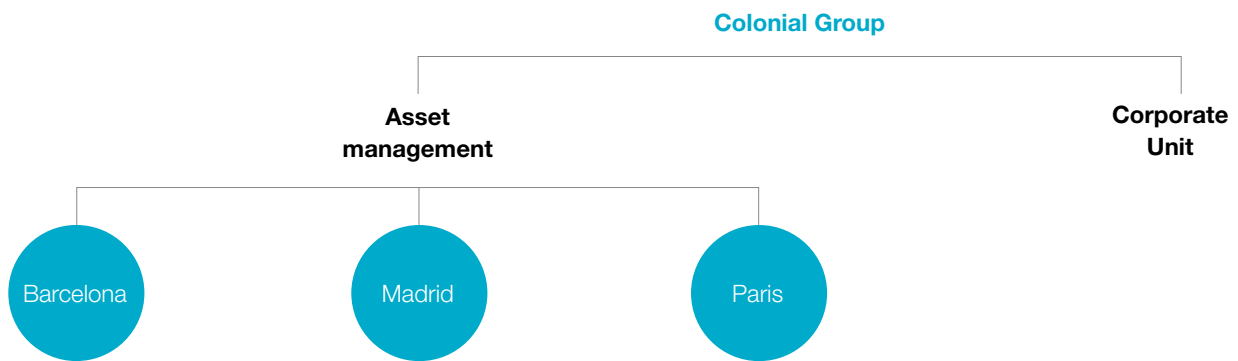 Colonial Group
Asset
management
Corporate
Unit
Barcelona
Madrid
Paris